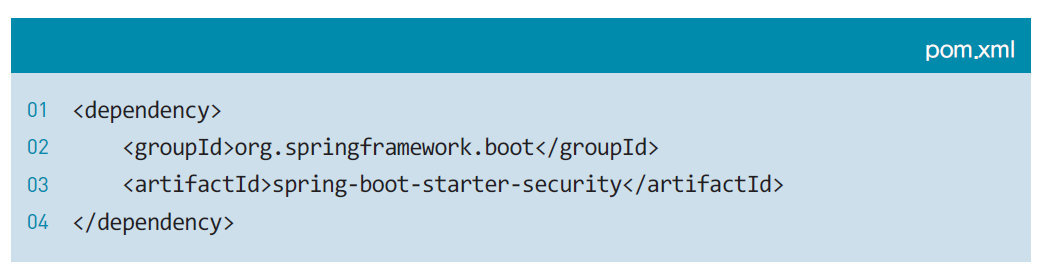 pom.xml
01 <dependency>
02     <groupId>org.springframework.boot</groupId>
03     <artifactId>spring-boot-starter-security</artifactId>
04 </dependency>